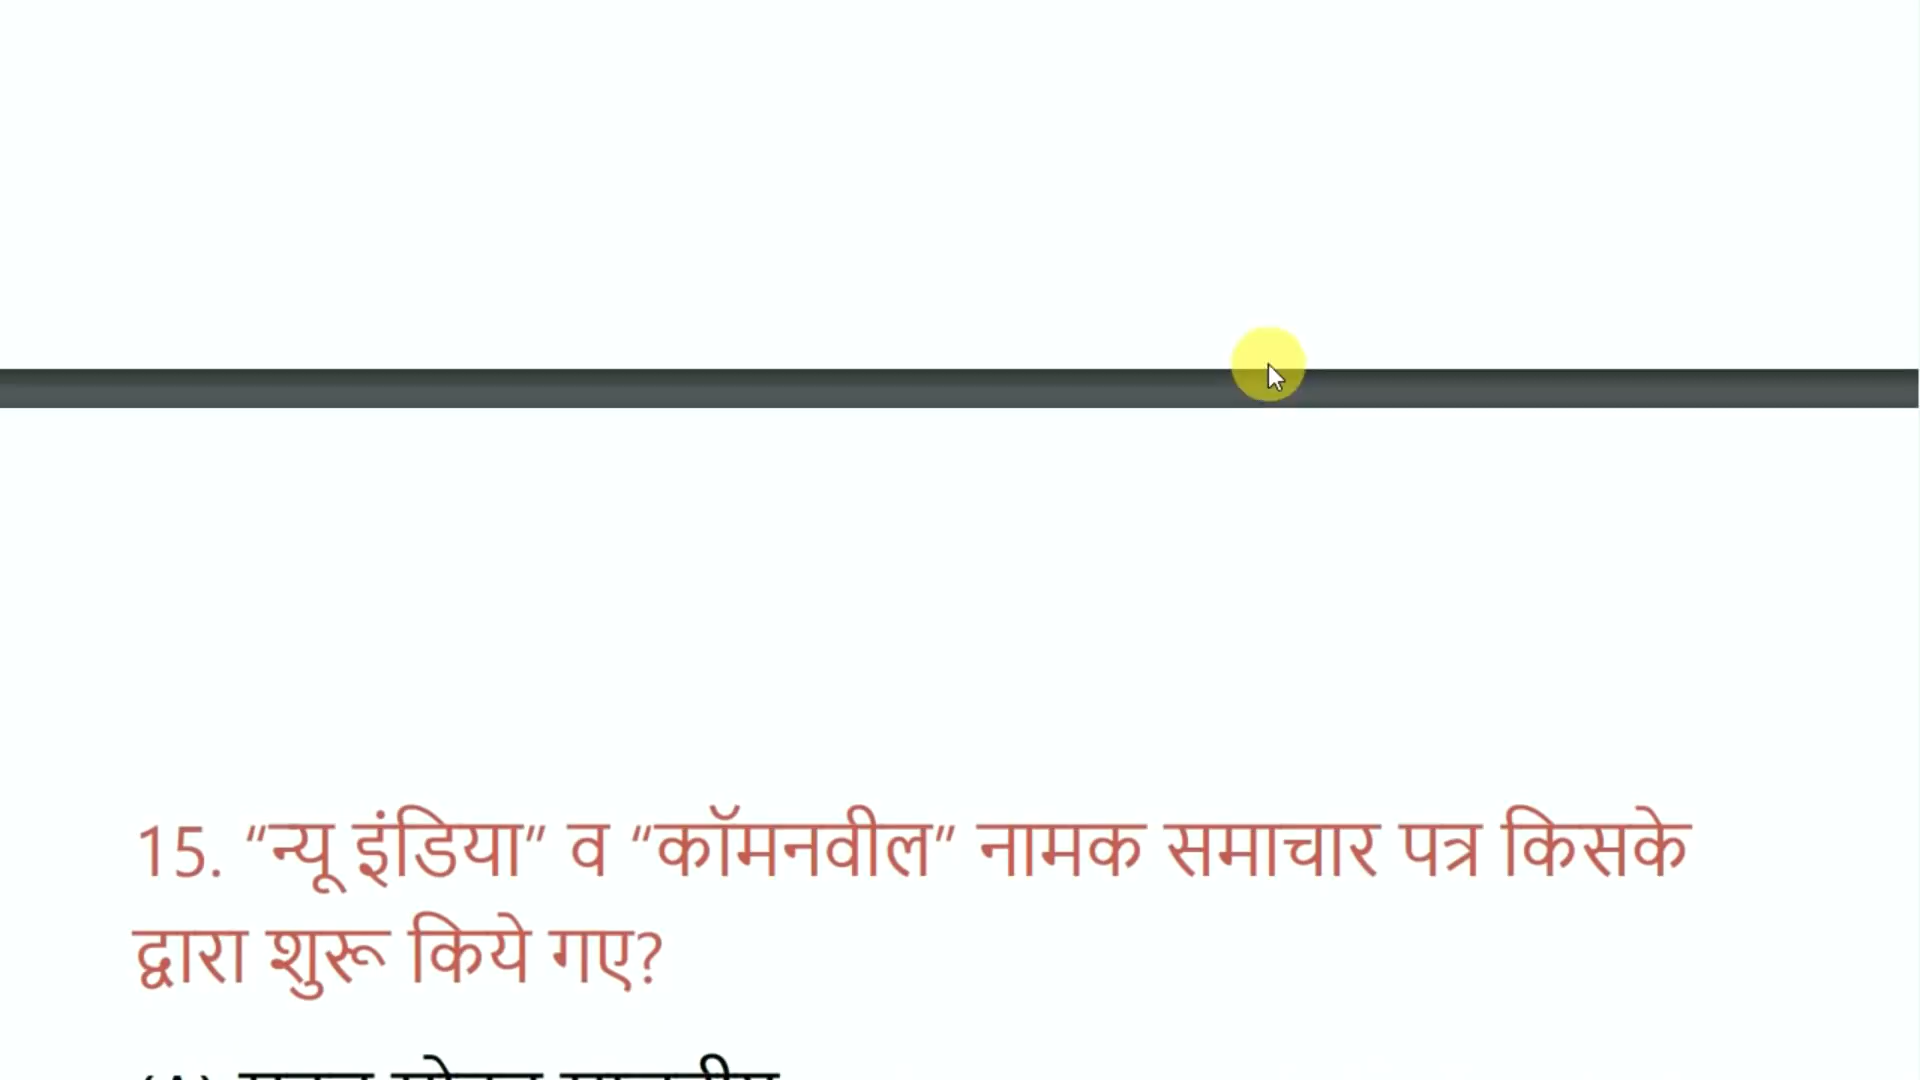 15. “न्यू इंडिया” व “कॉमनवील” नामक समाचार पत्र किसके
द्वारा शुरू किये गए?